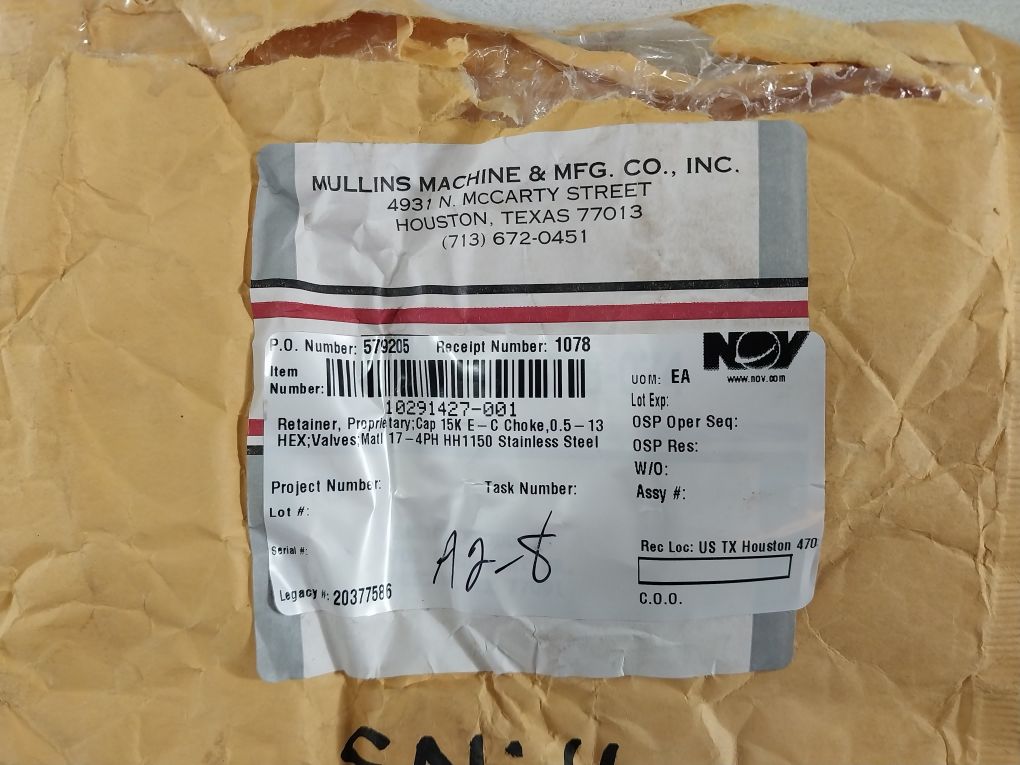 MULLINS MACHINE & MFG. CO., INC.
4931 N. McCARTY STREET
HOUSTON, TEXAS 77013
(713) 672-0451
P.O. Number: 579205 Receipt Number: 1078
NOV
www.nov.com
Item
Number:
10291427-001
UOM: EA
Lot Exp:
Retainer, Proprietary;Cap 15K E-C Choke,0.5-13
HEX;Valves;Matl 17-4PH HH1150 Stainless Steel
OSP Oper Seq:
OSP Res:
W/O:
Project Number: Task Number:
Assy #:
Lot #:
Serial #:
A2-8
Rec Loc: US TX Houston 470
Legacy #: 20377586
C.O.O.